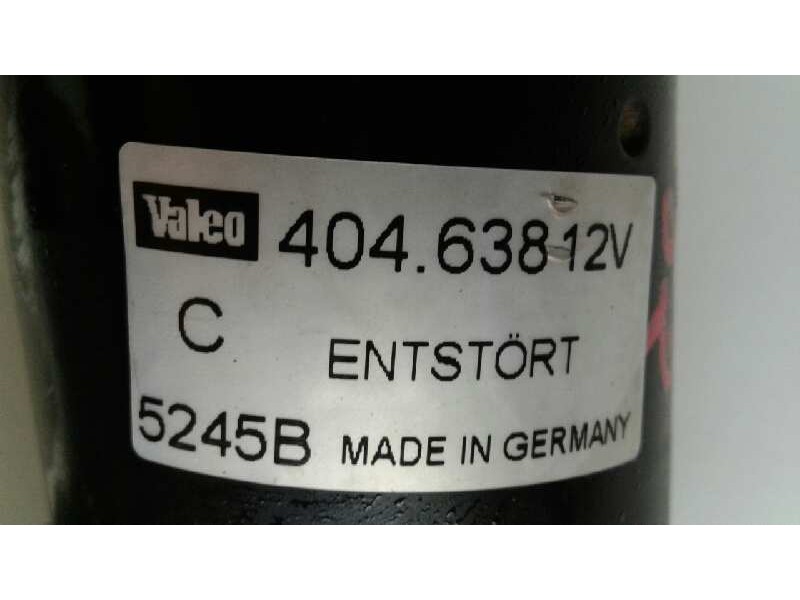 Valeo 404.638 12V
C ENTSTÖRT
5245B MADE IN GERMANY